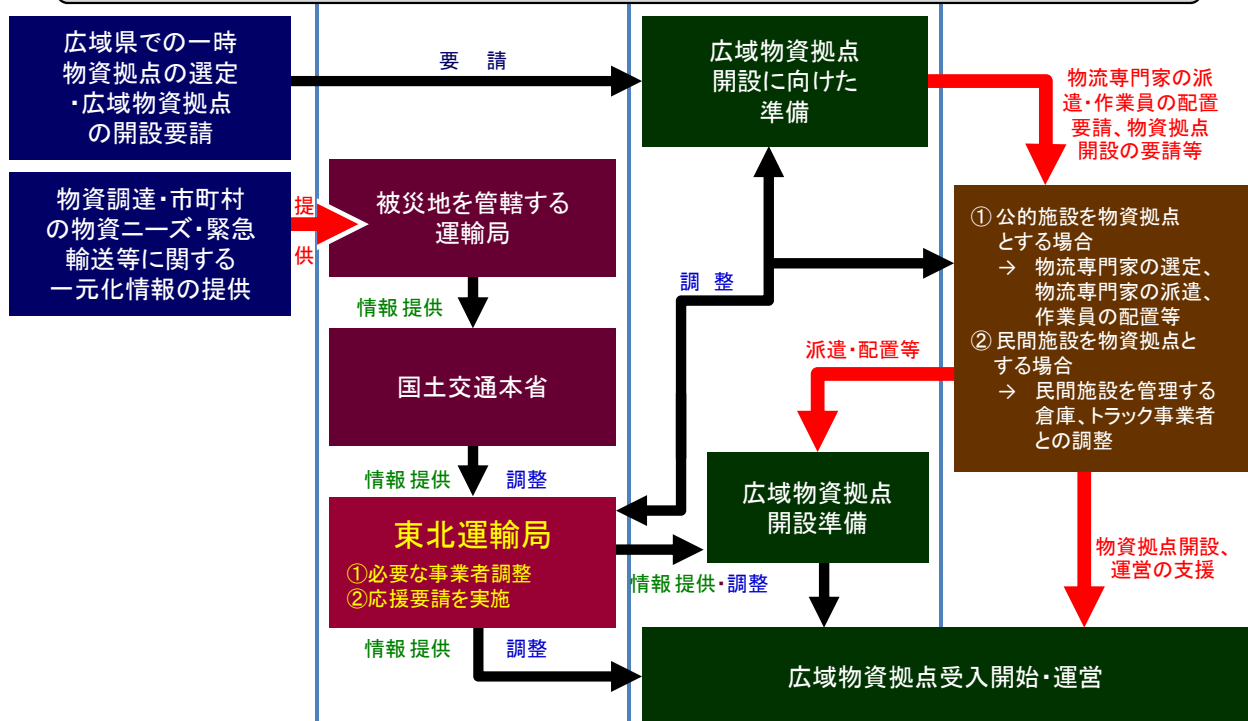 広域県での一時
物資拠点の選定
・広域物資拠点
の開設要請
要 請
広域物資拠点
開設に向けた
準備
物流専門家の派
遣・作業員の配置
要請、物資拠点
開設の要請等
物資調達・市町村
の物資ニーズ・緊急
輸送等に関する
一元化情報の提供
提
供
被災地を管轄する
運輸局
情報提供
調 整
① 公的施設を物資拠点
とする場合
→ 物流専門家の選定、
物流専門家の派遣、
作業員の配置等
② 民間施設を物資拠点と
する場合
→ 民間施設を管理する
倉庫、トラック事業者
との調整
国土交通本省
派遣・配置等
情報提供 調整
東北運輸局
①必要な事業者調整
②応援要請を実施
広域物資拠点
開設準備
情報提供・調整
物資拠点開設、
運営の支援
情報提供 調整
広域物資拠点受入開始・運営